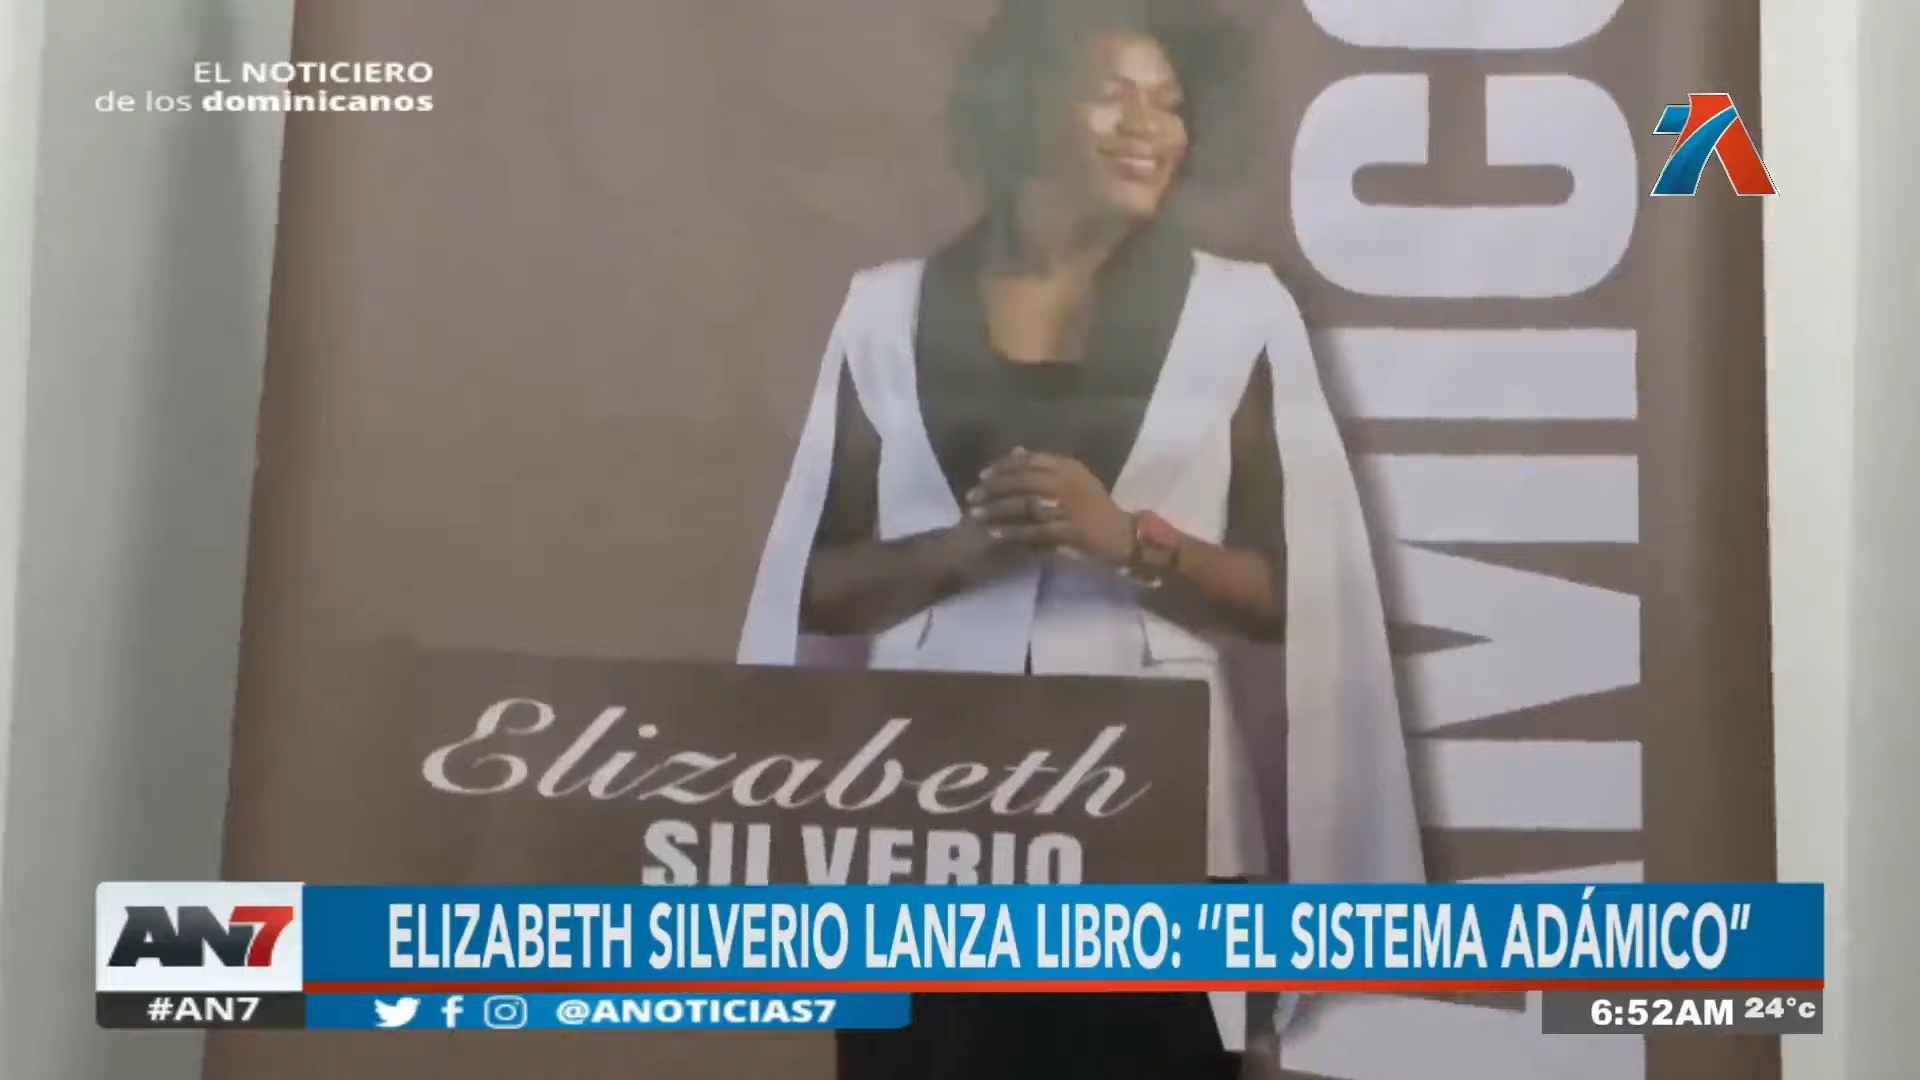 EL NOTICIERO
de los dominicanos
Elizabeth
SILVERIO
ÁMICO
AN7
ELIZABETH SILVERIO LANZA LIBRO: “EL SISTEMA ADÁMICO”
#AN7
@ANOTICIAS7
6:52AM 24°c